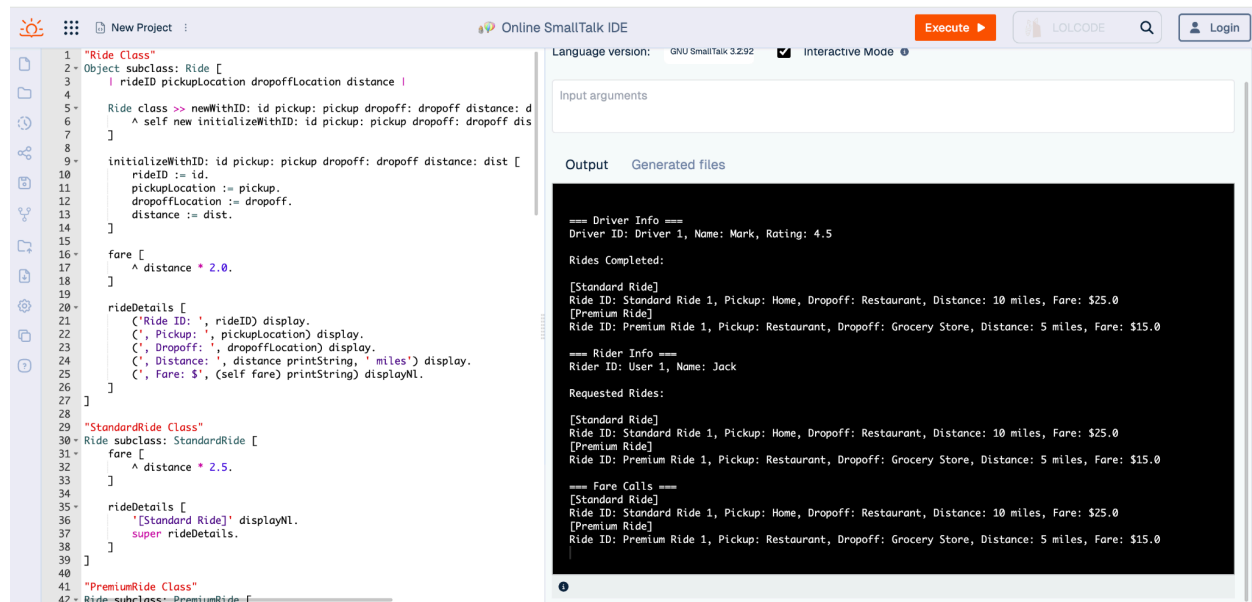 New Project
Online SmallTalk IDE
Execute
LOLCODE
Login
1 "Ride Class"
2 Object subclass: Ride [
3 | rideID pickupLocation dropoffLocation distance |
4
5 Ride class >> newWithID: id pickup: pickup dropoff: dropoff distance: d
6 ^ self new initializeWithID: id pickup: pickup dropoff: dropoff dis
7 ]
8
9 initializeWithID: id pickup: pickup dropoff: dropoff distance: dist [
10 rideID := id.
11 pickupLocation := pickup.
12 dropoffLocation := dropoff.
13 distance := dist.
14 ]
15
16 fare [
17 ^ distance * 2.0.
18 ]
19
20 rideDetails [
21 ('Ride ID: ', rideID) display.
22 (', Pickup: ', pickupLocation) display.
23 (', Dropoff: ', dropoffLocation) display.
24 (', Distance: ', distance printString, ' miles') display.
25 (', Fare: $', (self fare) printString) displayNl.
26 ]
27 ]
28
29 "StandardRide Class"
30 Ride subclass: StandardRide [
31 fare [
32 ^ distance * 2.5.
33 ]
34
35 rideDetails [
36 '[Standard Ride]' displayNl.
37 super rideDetails.
38 ]
39 ]
40
41 "PremiumRide Class"
42 Ride subclass: PremiumRide [
Language version: GNU SmallTalk 3.2.92 Interactive Mode
Input arguments
Output Generated files
=== Driver Info ===
Driver ID: Driver 1, Name: Mark, Rating: 4.5
Rides Completed:
[Standard Ride]
Ride ID: Standard Ride 1, Pickup: Home, Dropoff: Restaurant, Distance: 10 miles, Fare: $25.0
[Premium Ride]
Ride ID: Premium Ride 1, Pickup: Restaurant, Dropoff: Grocery Store, Distance: 5 miles, Fare: $15.0
=== Rider Info ===
Rider ID: User 1, Name: Jack
Requested Rides:
[Standard Ride]
Ride ID: Standard Ride 1, Pickup: Home, Dropoff: Restaurant, Distance: 10 miles, Fare: $25.0
[Premium Ride]
Ride ID: Premium Ride 1, Pickup: Restaurant, Dropoff: Grocery Store, Distance: 5 miles, Fare: $15.0
=== Fare Calls ===
[Standard Ride]
Ride ID: Standard Ride 1, Pickup: Home, Dropoff: Restaurant, Distance: 10 miles, Fare: $25.0
[Premium Ride]
Ride ID: Premium Ride 1, Pickup: Restaurant, Dropoff: Grocery Store, Distance: 5 miles, Fare: $15.0